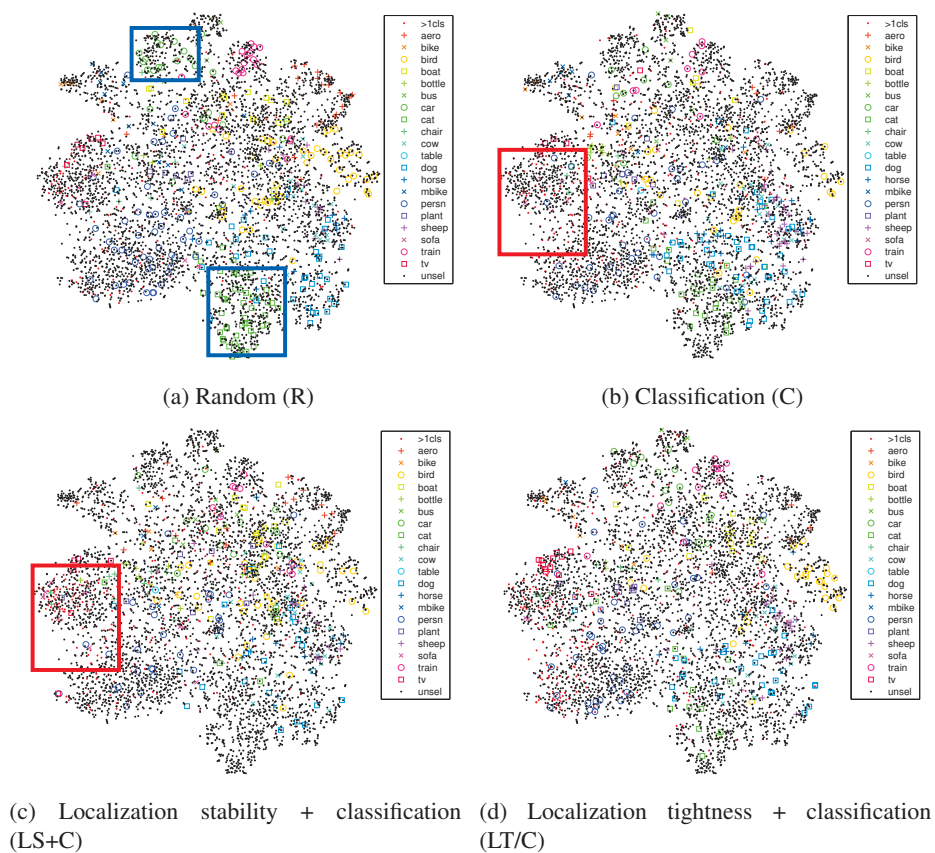 >1cls
aero
bike
bird
boat
bottle
bus
car
cat
chair
cow
table
dog
horse
mbike
persn
plant
sheep
sofa
train
tv
unsel
>1cls
aero
bike
bird
boat
bottle
bus
car
cat
chair
cow
table
dog
horse
mbike
persn
plant
sheep
sofa
train
tv
unsel
(a) Random (R)
(b) Classification (C)
>1cls
aero
bike
bird
boat
bottle
bus
car
cat
chair
cow
table
dog
horse
mbike
persn
plant
sheep
sofa
train
tv
unsel
>1cls
aero
bike
bird
boat
bottle
bus
car
cat
chair
cow
table
dog
horse
mbike
persn
plant
sheep
sofa
train
tv
unsel
(c) Localization stability + classification
(LS+C)
(d) Localization tightness + classification
(LT/C)